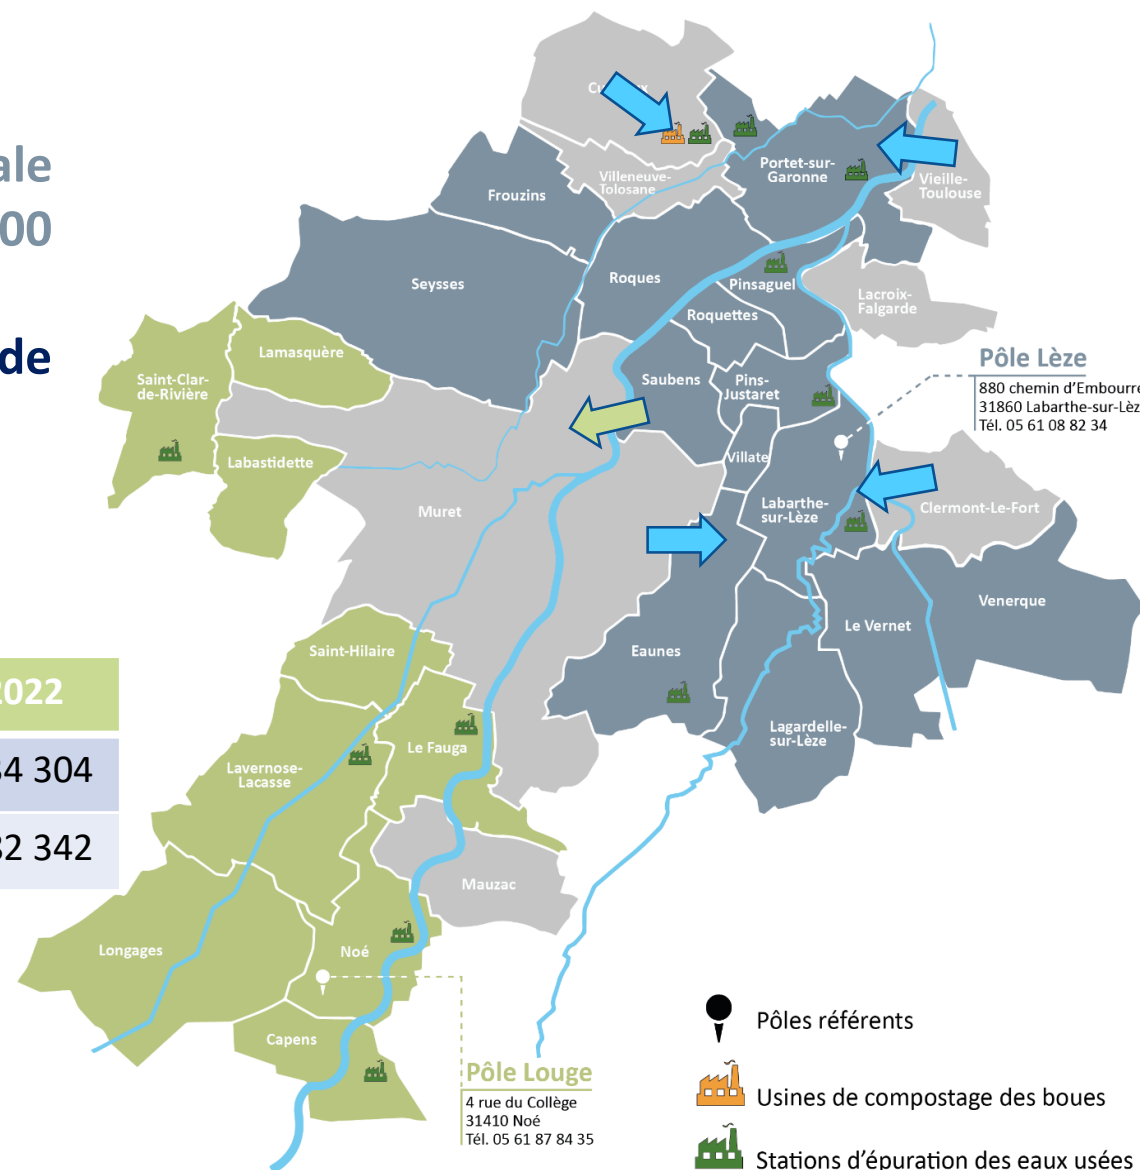 ale
00
de
2022
34 304
82 342
Portet-sur-
Garonne
Vieille-
Toulouse
Villeneuve-
Tolosane
Frouzins
Seysses
Roques
Pinsaguel
Lacroix-
Falgarde
Roquettes
Lamasquère
Saint-Clar-
de-Rivière
Saubens
Pins-
Justaret
Pôle Lèze
880 chemin d'Embourre
31860 Labarthe-sur-Lèz
Tél. 05 61 08 82 34
Labastidette
Villate
Muret
Labarthe-
sur-Lèze
Clermont-Le-Fort
Venerque
Le Vernet
Saint-Hilaire
Eaunes
Lagardelle-
sur-Lèze
Le Fauga
Lavernose-
Lacasse
Mauzac
Longages
Noé
Capens
Pôle Louge
4 rue du Collège
31410 Noé
Tél. 05 61 87 84 35
Pôles référents
Usines de compostage des boues
Stations d'épuration des eaux usées